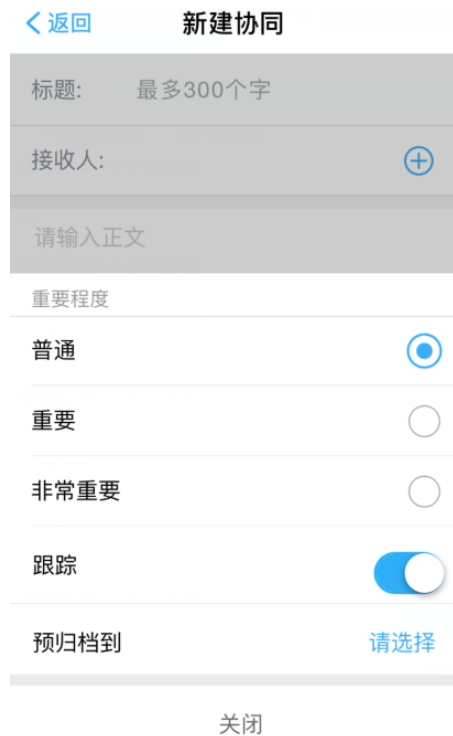 返回 新建协同
标题: 最多300个字
接收人:
请输入正文
重要程度
普通
重要
非常重要
跟踪
预归档到 请选择
关闭